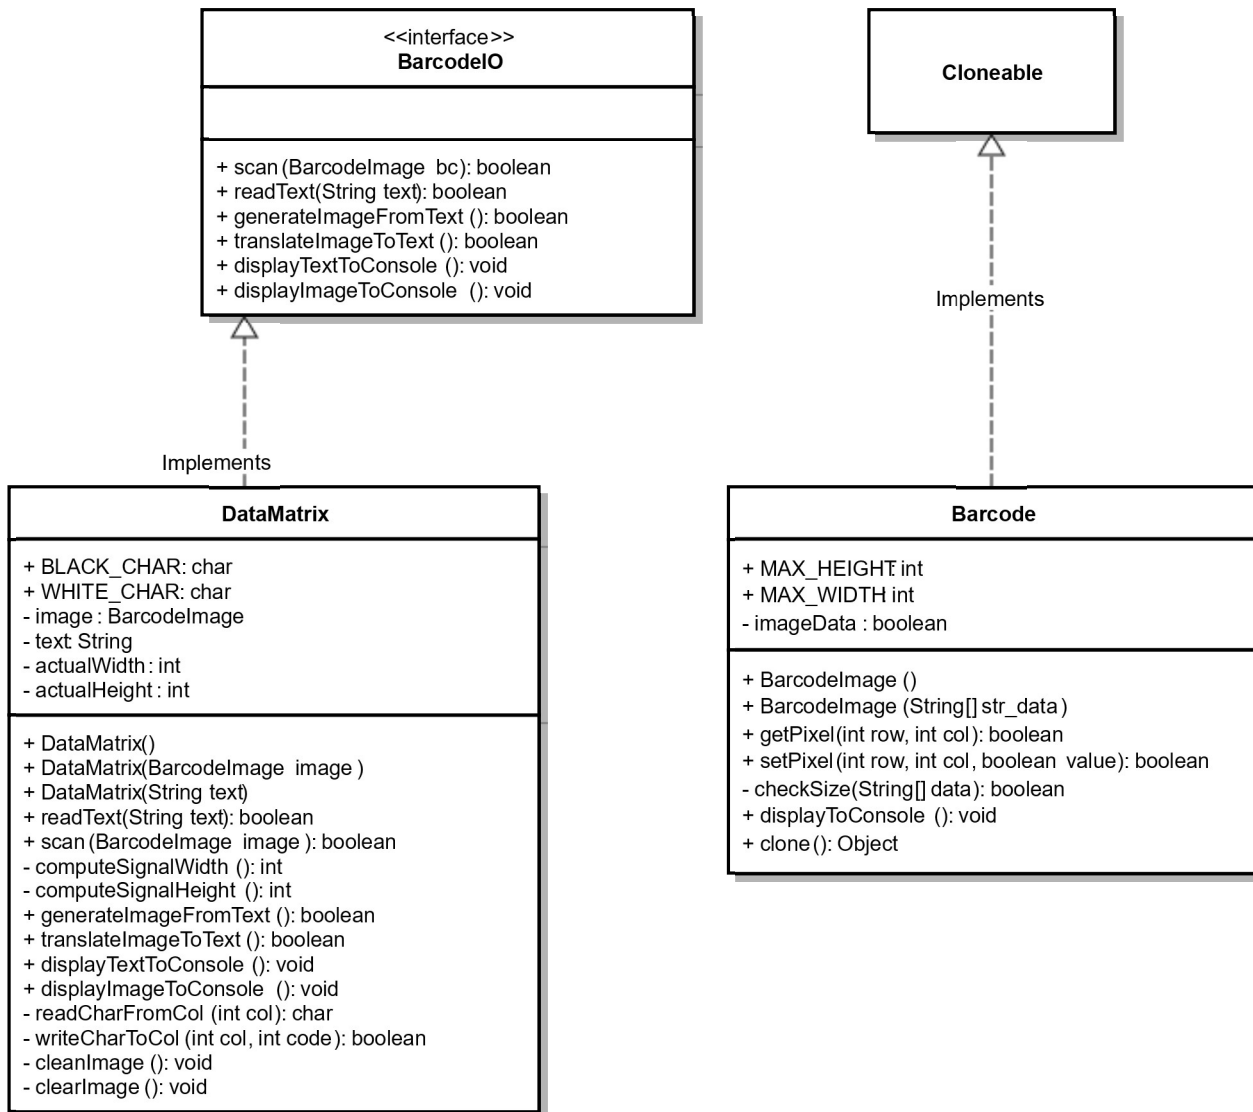 <<interface>>
BarcodeIO
+ scan(BarcodeImage bc): boolean
+ readText(String text): boolean
+ generateImageFromText (): boolean
+ translateImageToText (): boolean
+ displayTextToConsole (): void
+ displayImageToConsole (): void
Cloneable
Implements
Implements
DataMatrix
+ BLACK_CHAR: char
+ WHITE_CHAR: char
- image : BarcodeImage
- text: String
- actualWidth : int
- actualHeight : int
+ DataMatrix()
+ DataMatrix(BarcodeImage image)
+ DataMatrix(String text)
+ readText(String text): boolean
+ scan(BarcodeImage image): boolean
- computeSignalWidth (): int
- computeSignalHeight (): int
+ generateImageFromText (): boolean
+ translateImageToText (): boolean
+ displayTextToConsole (): void
+ displayImageToConsole (): void
- readCharFromCol (int col): char
- writeCharToCol (int col, int code): boolean
- cleanImage (): void
- clearImage (): void
Barcode
+ MAX_HEIGHT: int
+ MAX_WIDTH: int
- imageData : boolean
+ BarcodeImage ()
+ BarcodeImage (String[] str_data)
+ getPixel(int row, int col): boolean
+ setPixel(int row, int col, boolean value): boolean
- checkSize(String[] data): boolean
+ displayToConsole (): void
+ clone(): Object